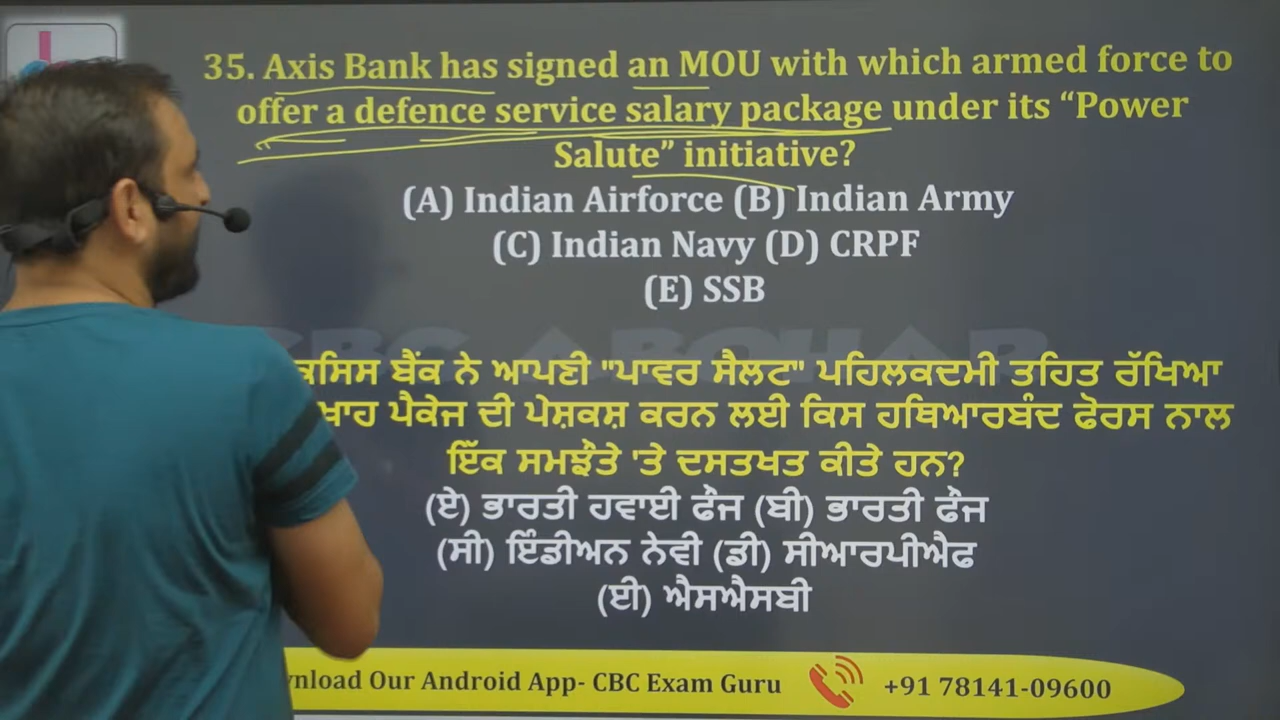 35. Axis Bank has signed an MOU with which armed force to
offer a defence service salary package under its “Power
Salute” initiative?
(A) Indian Airforce (B) Indian Army
(C) Indian Navy (D) CRPF
(E) SSB
CBC ABOHAR
ਬੈਂਕ ਨੇ ਆਪਣੀ "ਪਾਵਰ ਸੈਲਟ" ਪਹਿਲਕਦਮੀ ਤਹਿਤ ਰੱਖਿਆ
ਪੈਕੇਜ ਦੀ ਪੇਸ਼ਕਸ਼ ਕਰਨ ਲਈ ਕਿਸ ਹਥਿਆਰਬੰਦ ਫੋਰਸ ਨਾਲ
ਇੱਕ ਸਮਝੌਤੇ 'ਤੇ ਦਸਤਖਤ ਕੀਤੇ ਹਨ?
(ਏ) ਭਾਰਤੀ ਹਵਾਈ ਫੌਜ (ਬੀ) ਭਾਰਤੀ ਫੌਜ
(ਸੀ) ਇੰਡੀਅਨ ਨੇਵੀ (ਡੀ) ਸੀਆਰਪੀਐਫ
(ਈ) ਐਸਐਸਬੀ
Our Android App- CBC Exam Guru +91 78141-09600